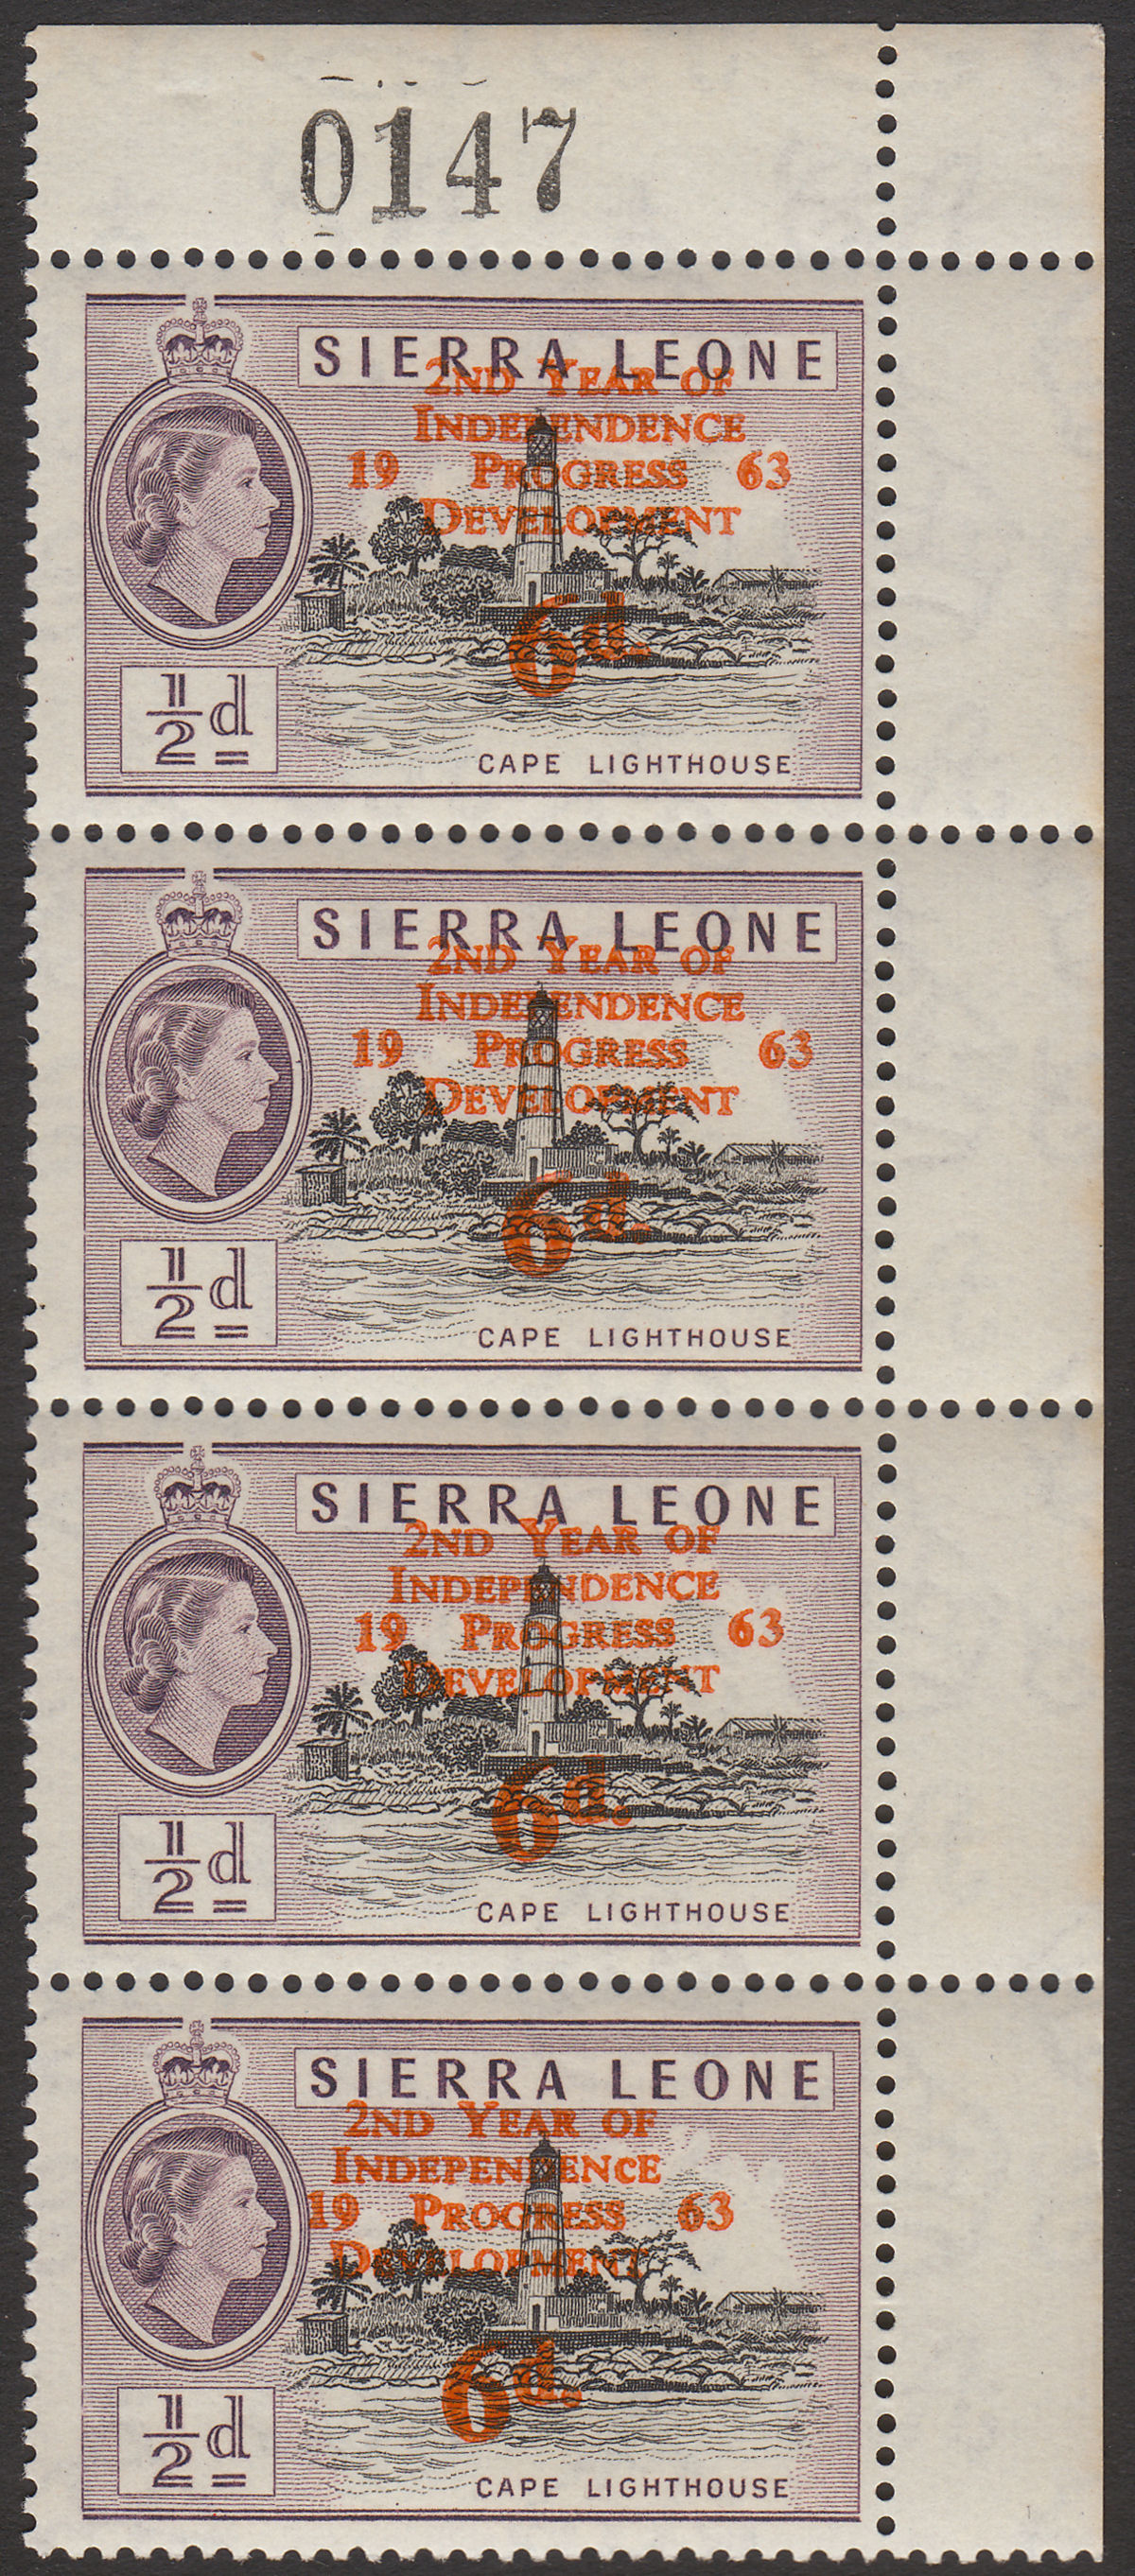 0147
SIERRA LEONE
2ND YEAR OF
INDEPENDENCE
19 PROGRESS 63
DEVELOPMENT
6d.
½d
CAPE LIGHTHOUSE
SIERRA LEONE
2ND YEAR OF
INDEPENDENCE
19 PROGRESS 63
DEVELOPMENT
6d.
½d
CAPE LIGHTHOUSE
SIERRA LEONE
2ND YEAR OF
INDEPENDENCE
19 PROGRESS 63
DEVELOPMENT
6d.
½d
CAPE LIGHTHOUSE
SIERRA LEONE
2ND YEAR OF
INDEPENDENCE
19 PROGRESS 63
DEVELOPMENT
6d.
½d
CAPE LIGHTHOUSE